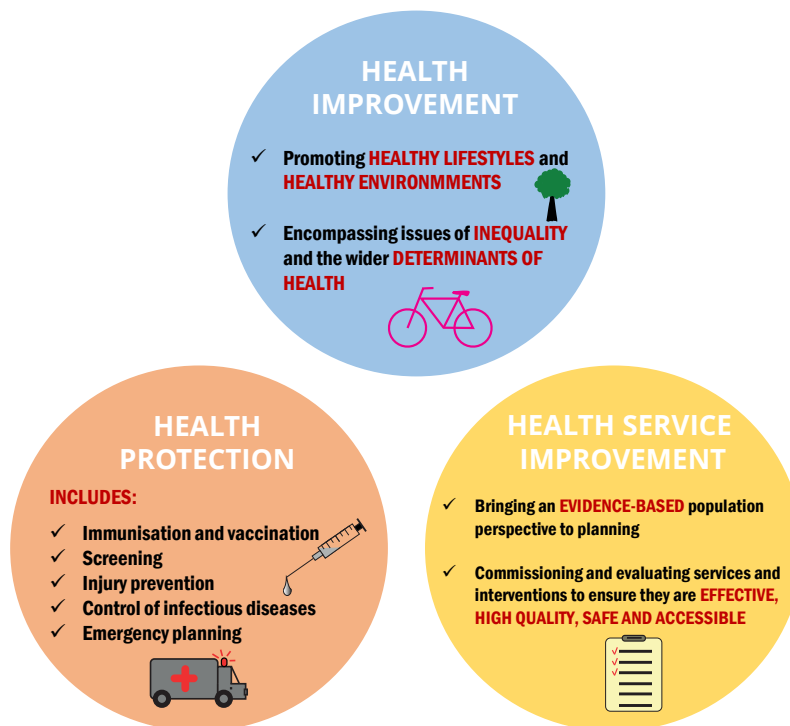 HEALTH
IMPROVEMENT
✓ Promoting HEALTHY LIFESTYLES and
HEALTHY ENVIRONMMENTS
✓ Encompassing issues of INEQUALITY
and the wider DETERMINANTS OF
HEALTH
HEALTH
PROTECTION
INCLUDES:
✓ Immunisation and vaccination
✓ Screening
✓ Injury prevention
✓ Control of infectious diseases
✓ Emergency planning
HEALTH SERVICE
IMPROVEMENT
✓ Bringing an EVIDENCE-BASED population
perspective to planning
✓ Commissioning and evaluating services and
interventions to ensure they are EFFECTIVE,
HIGH QUALITY, SAFE AND ACCESSIBLE